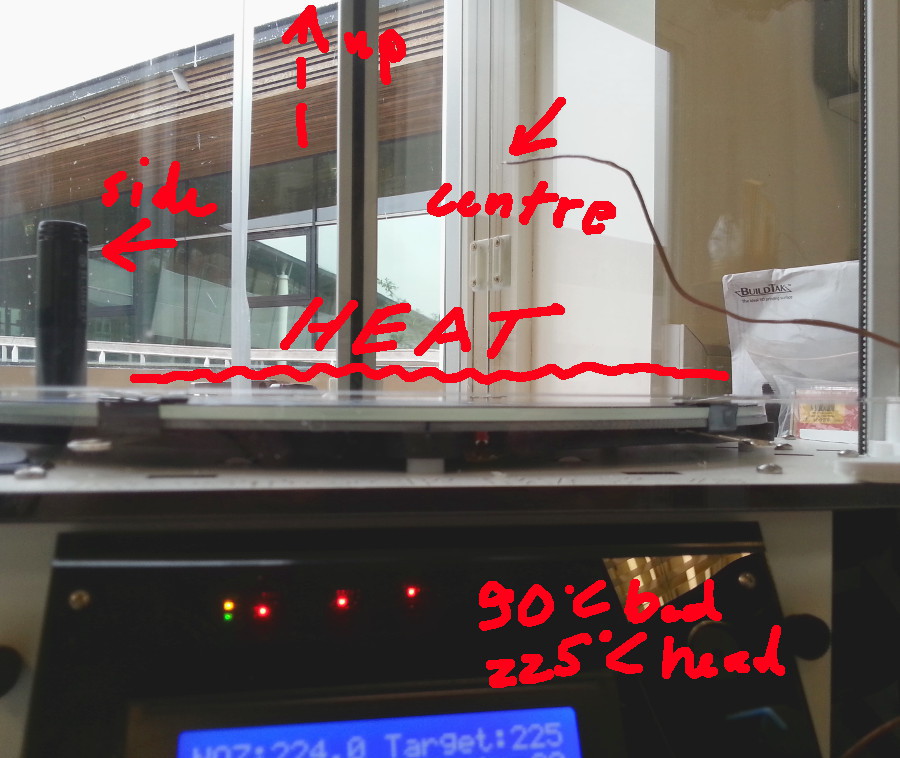 up
side
centre
HEAT
BUILDTAK
90°C bed
225°C head
NOZ:224.0 Target:225